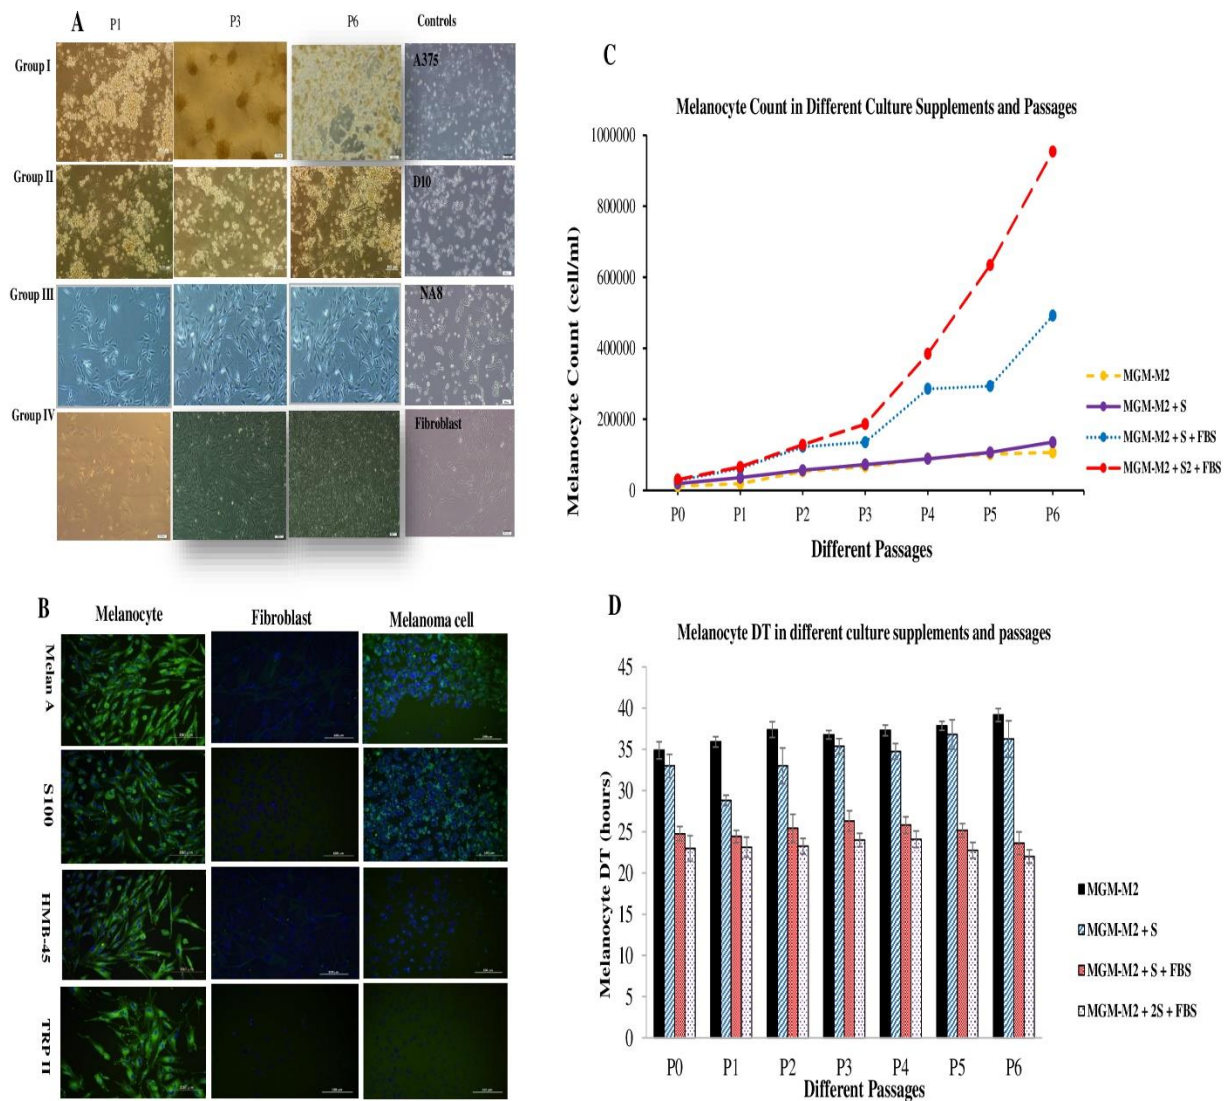 A
P1
P3
P6
Controls
Group I
A375
Group II
D10
Group III
NA8
Group IV
Fibroblast
B
Melanocyte
Fibroblast
Melanoma cell
Melan A
S 100
HMB-45
TRP II
C
Melanocyte Count in Different Culture Supplements and Passages
Melanocyte Count (cell/ml)
1000000
800000
600000
400000
200000
0
P0 P1 P2 P3 P4 P5 P6
Different Passages
MGM-M2
MGM-M2 + S
MGM-M2 + S + FBS
MGM-M2 + S2 + FBS
D
Melanocyte DT in different culture supplements and passages
Melanocyte DT (hours)
45
40
35
30
25
20
15
10
5
0
P0 P1 P2 P3 P4 P5 P6
Different Passages
MGM-M2
MGM-M2 + S
MGM-M2 + S + FBS
MGM-M2 + 2S + FBS